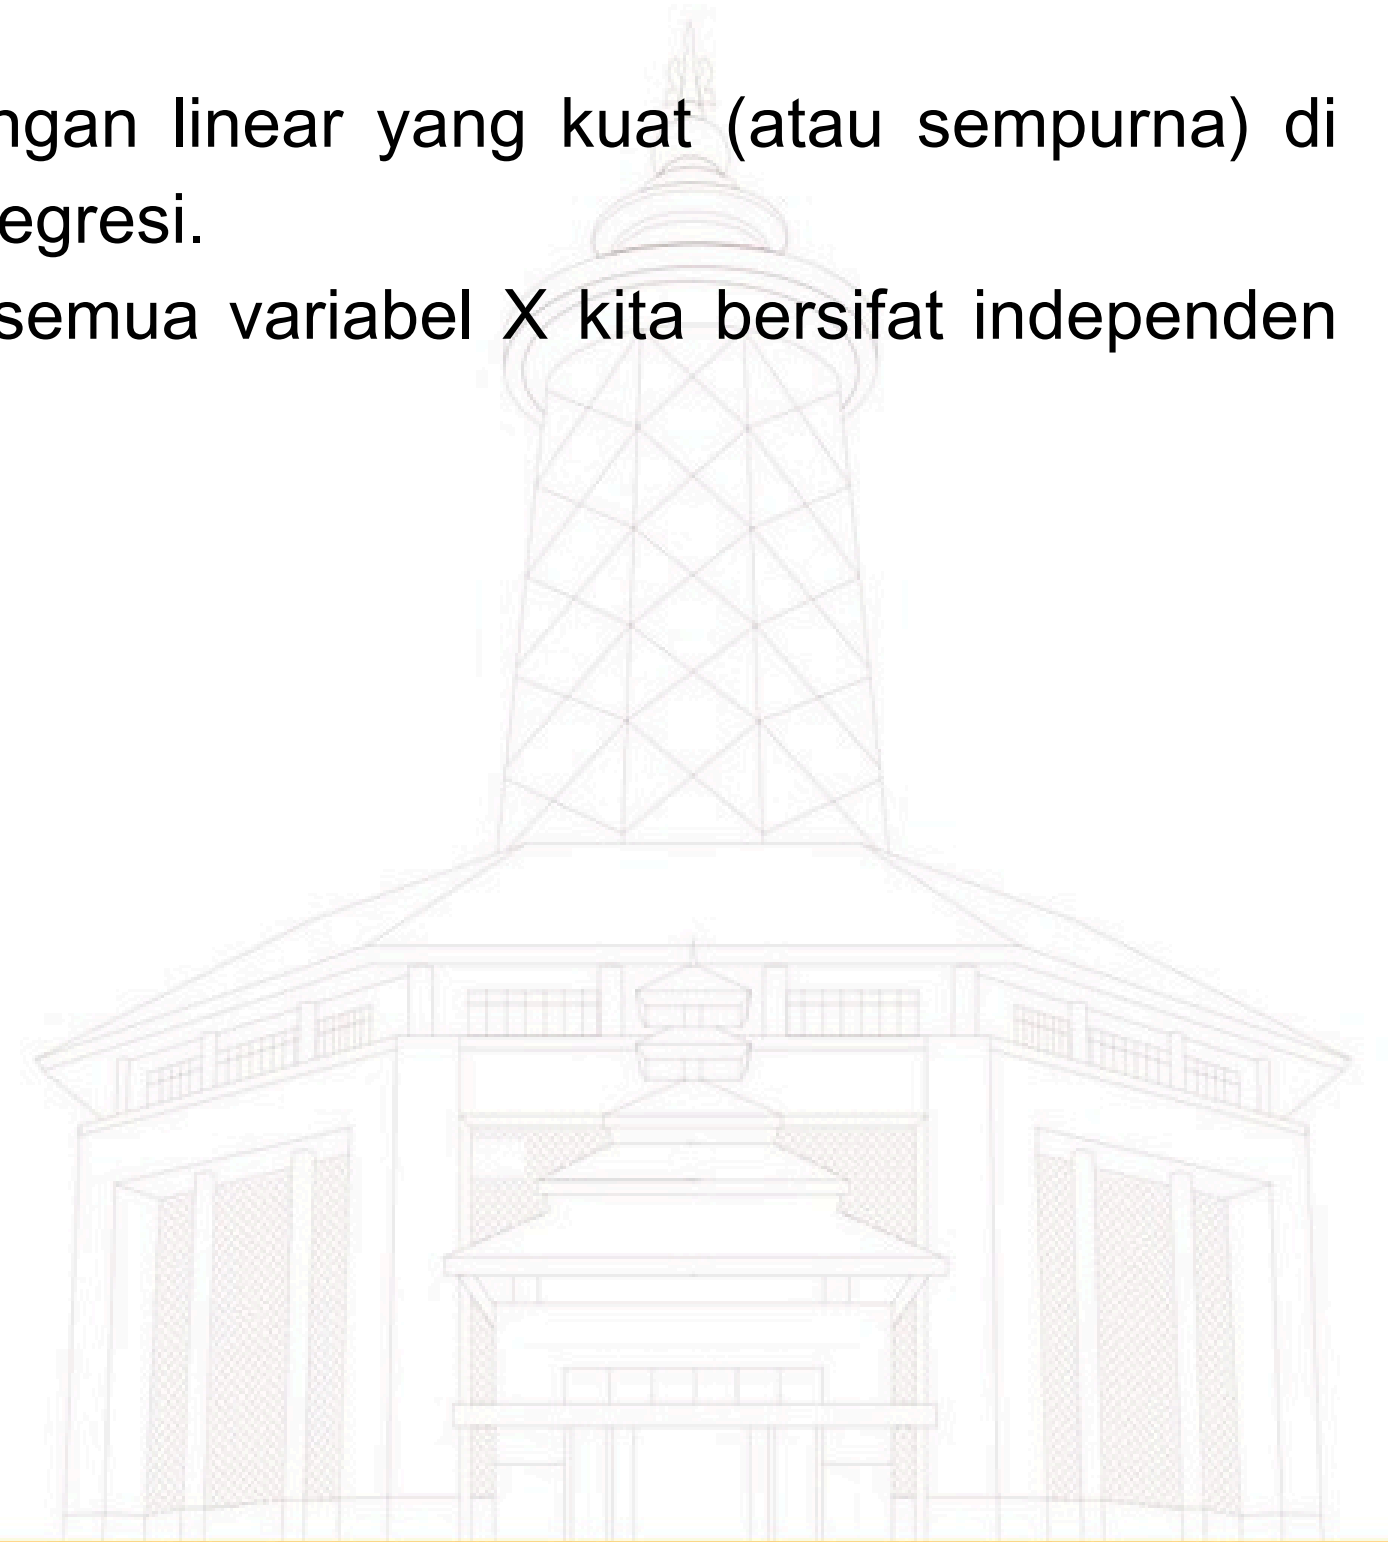 ngan linear yang kuat (atau sempurna) di
egresi.
semua variabel X kita bersifat independen